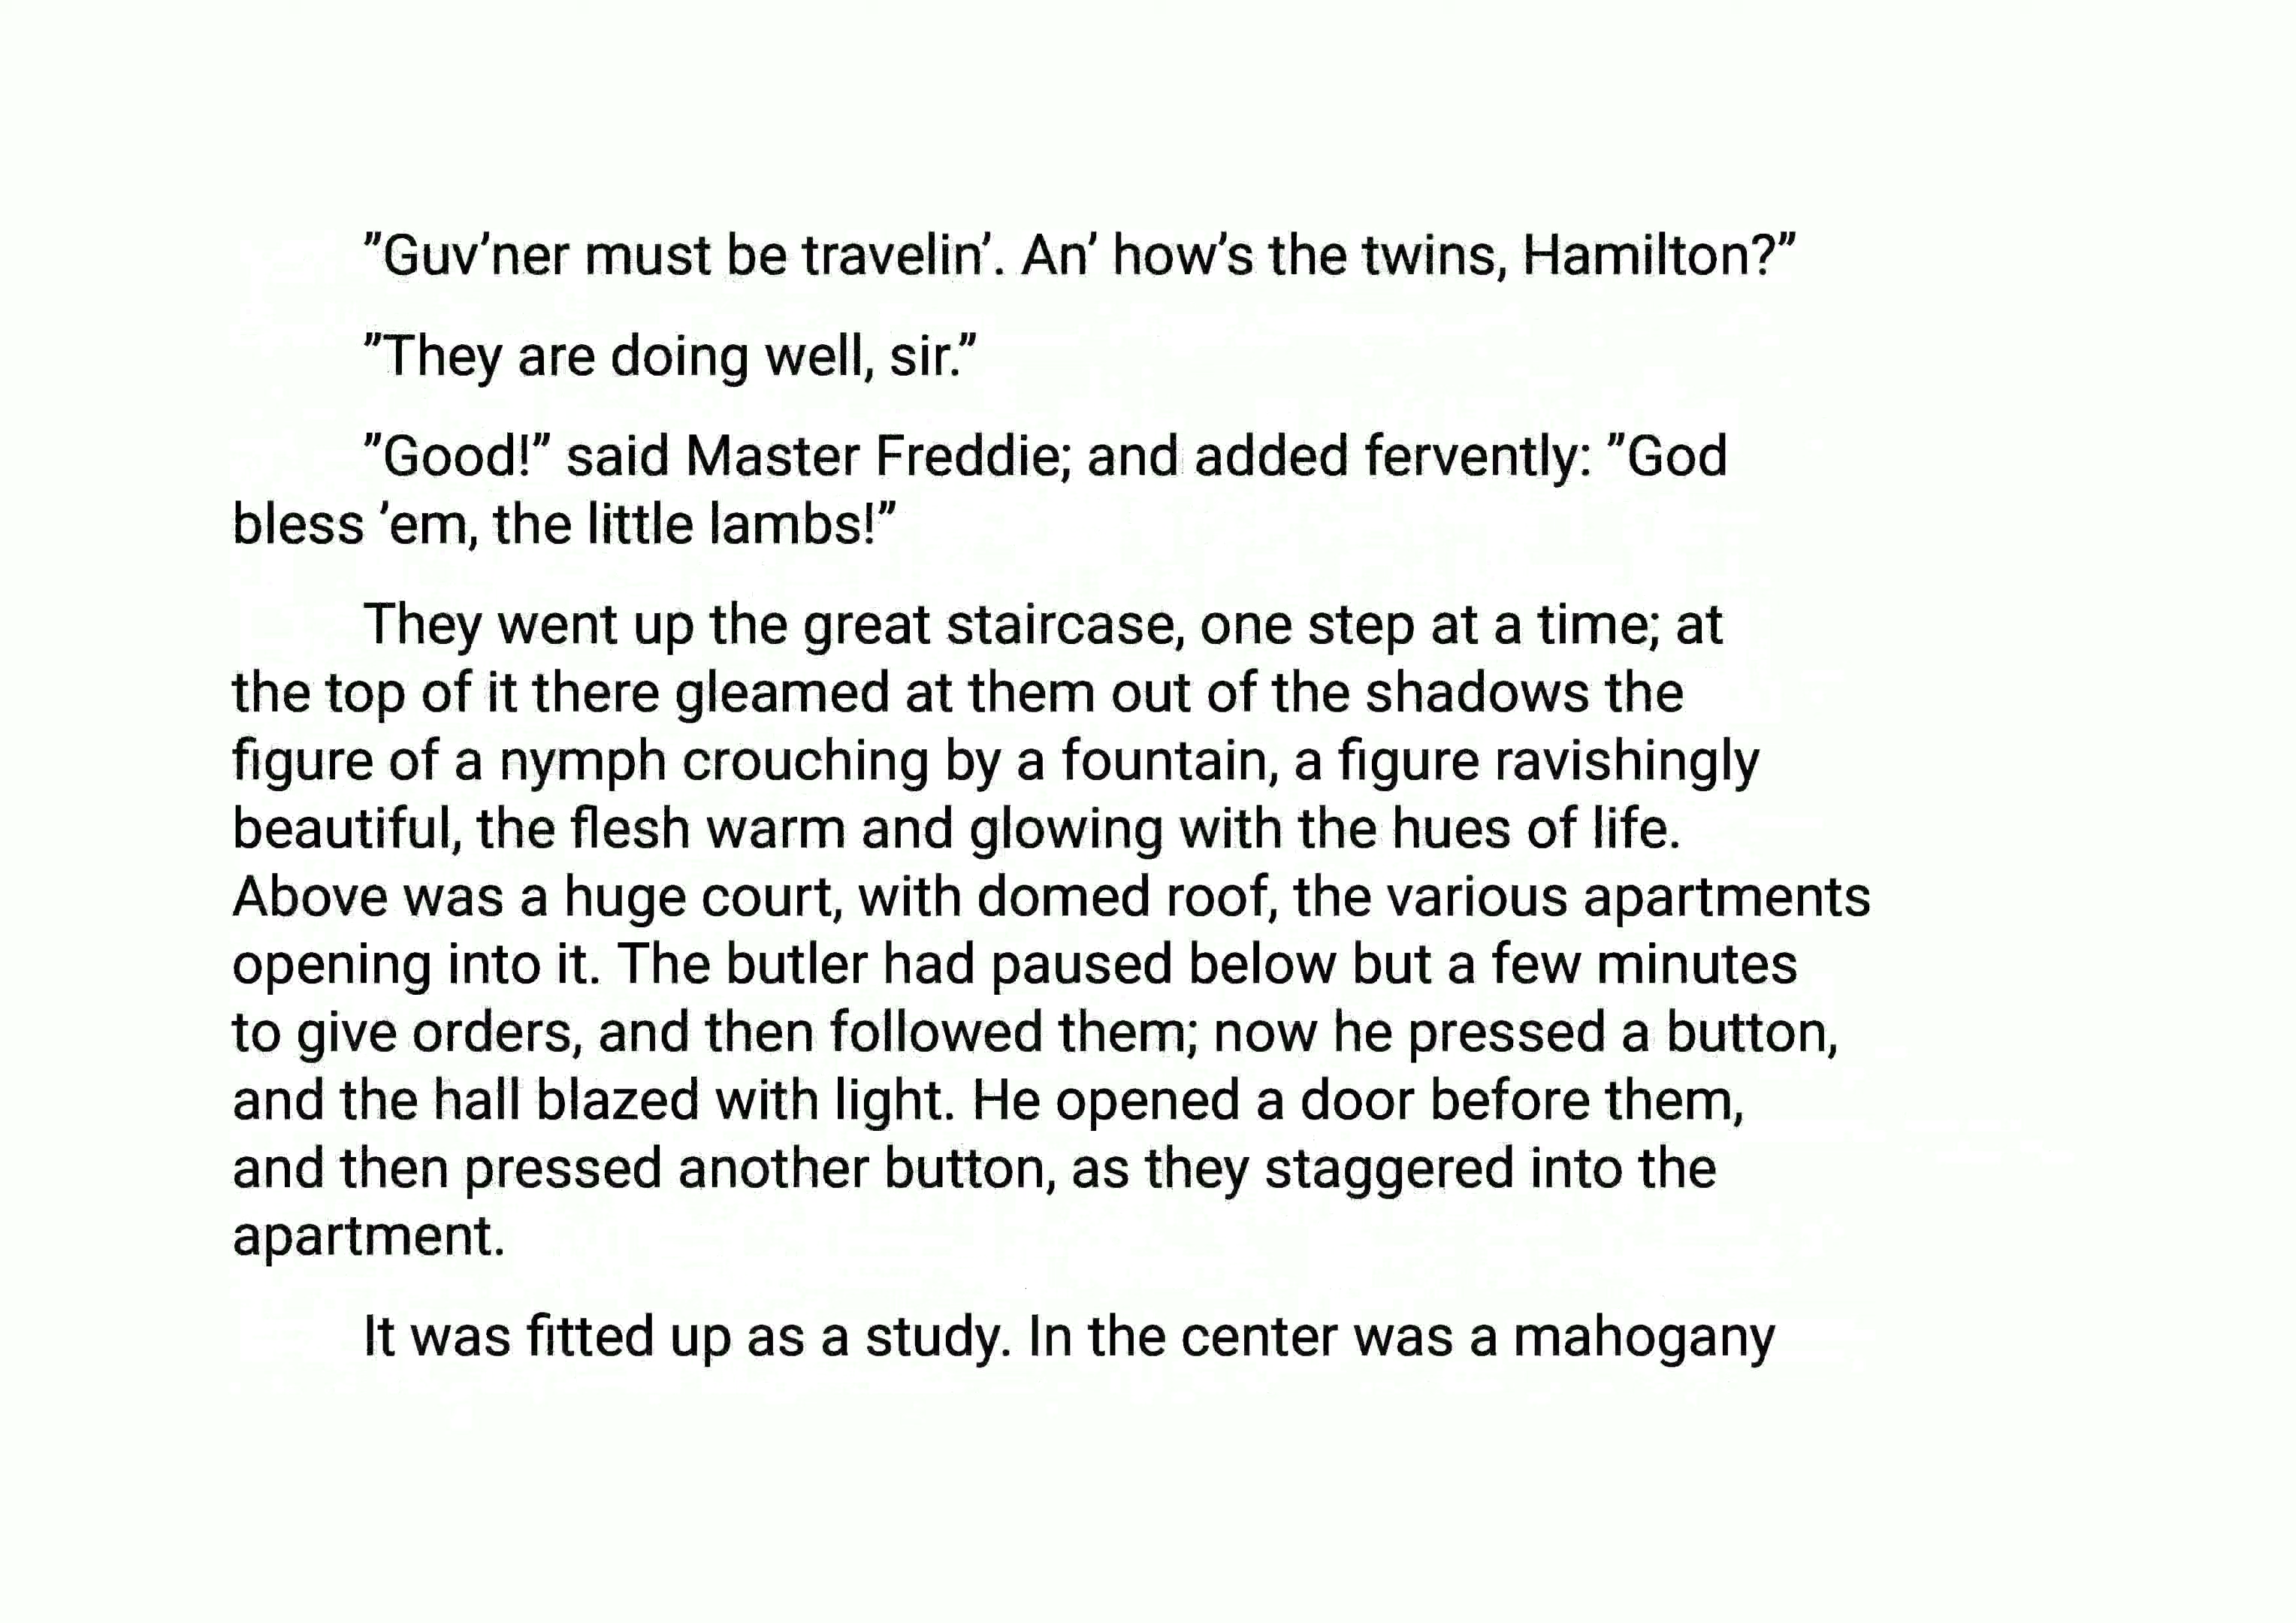 ”Guv’ner must be travelin’. An’ how’s the twins, Hamilton?”
”They are doing well, sir.”
”Good!” said Master Freddie; and added fervently: ”God
bless ’em, the little lambs!”
They went up the great staircase, one step at a time; at
the top of it there gleamed at them out of the shadows the
figure of a nymph crouching by a fountain, a figure ravishingly
beautiful, the flesh warm and glowing with the hues of life.
Above was a huge court, with domed roof, the various apartments
opening into it. The butler had paused below but a few minutes
to give orders, and then followed them; now he pressed a button,
and the hall blazed with light. He opened a door before them,
and then pressed another button, as they staggered into the
apartment.
It was fitted up as a study. In the center was a mahogany